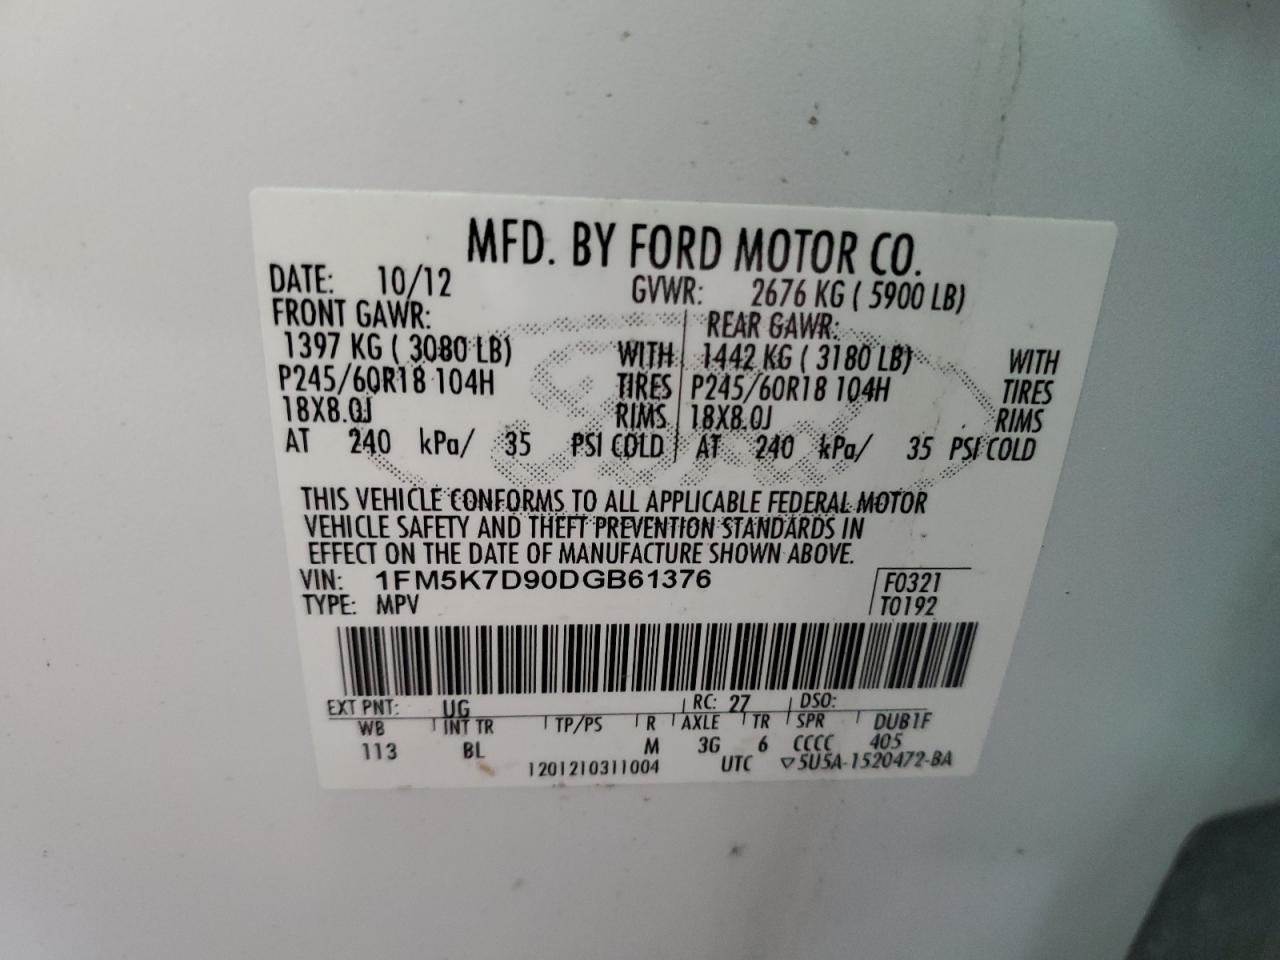 MFD. BY FORD MOTOR CO.
DATE: 10/12 GVWR: 2676 KG ( 5900 LB)
FRONT GAWR: REAR GAWR:
1397 KG ( 3080 LB) WITH 1442 KG ( 3180 LB) WITH
P245/60R18 104H TIRES P245/60R18 104H TIRES
18X8.0J RIMS 18X8.0J RIMS
AT 240 kPa/ 35 PSI COLD AT 240 kPa/ 35 PSI COLD
THIS VEHICLE CONFORMS TO ALL APPLICABLE FEDERAL MOTOR
VEHICLE SAFETY AND THEFT PREVENTION STANDARDS IN
EFFECT ON THE DATE OF MANUFACTURE SHOWN ABOVE.
VIN: 1FM5K7D90DGB61376 F0321
TYPE: MPV T0192
EXT PNT: UG RC: 27 DSO:
WB INT TR TP/PS R AXLE TR SPR DUB1F
113 BL M 3G 6 CCCC 405
1201210311004 UTC ▽5U5A-1520472-BA
Ford